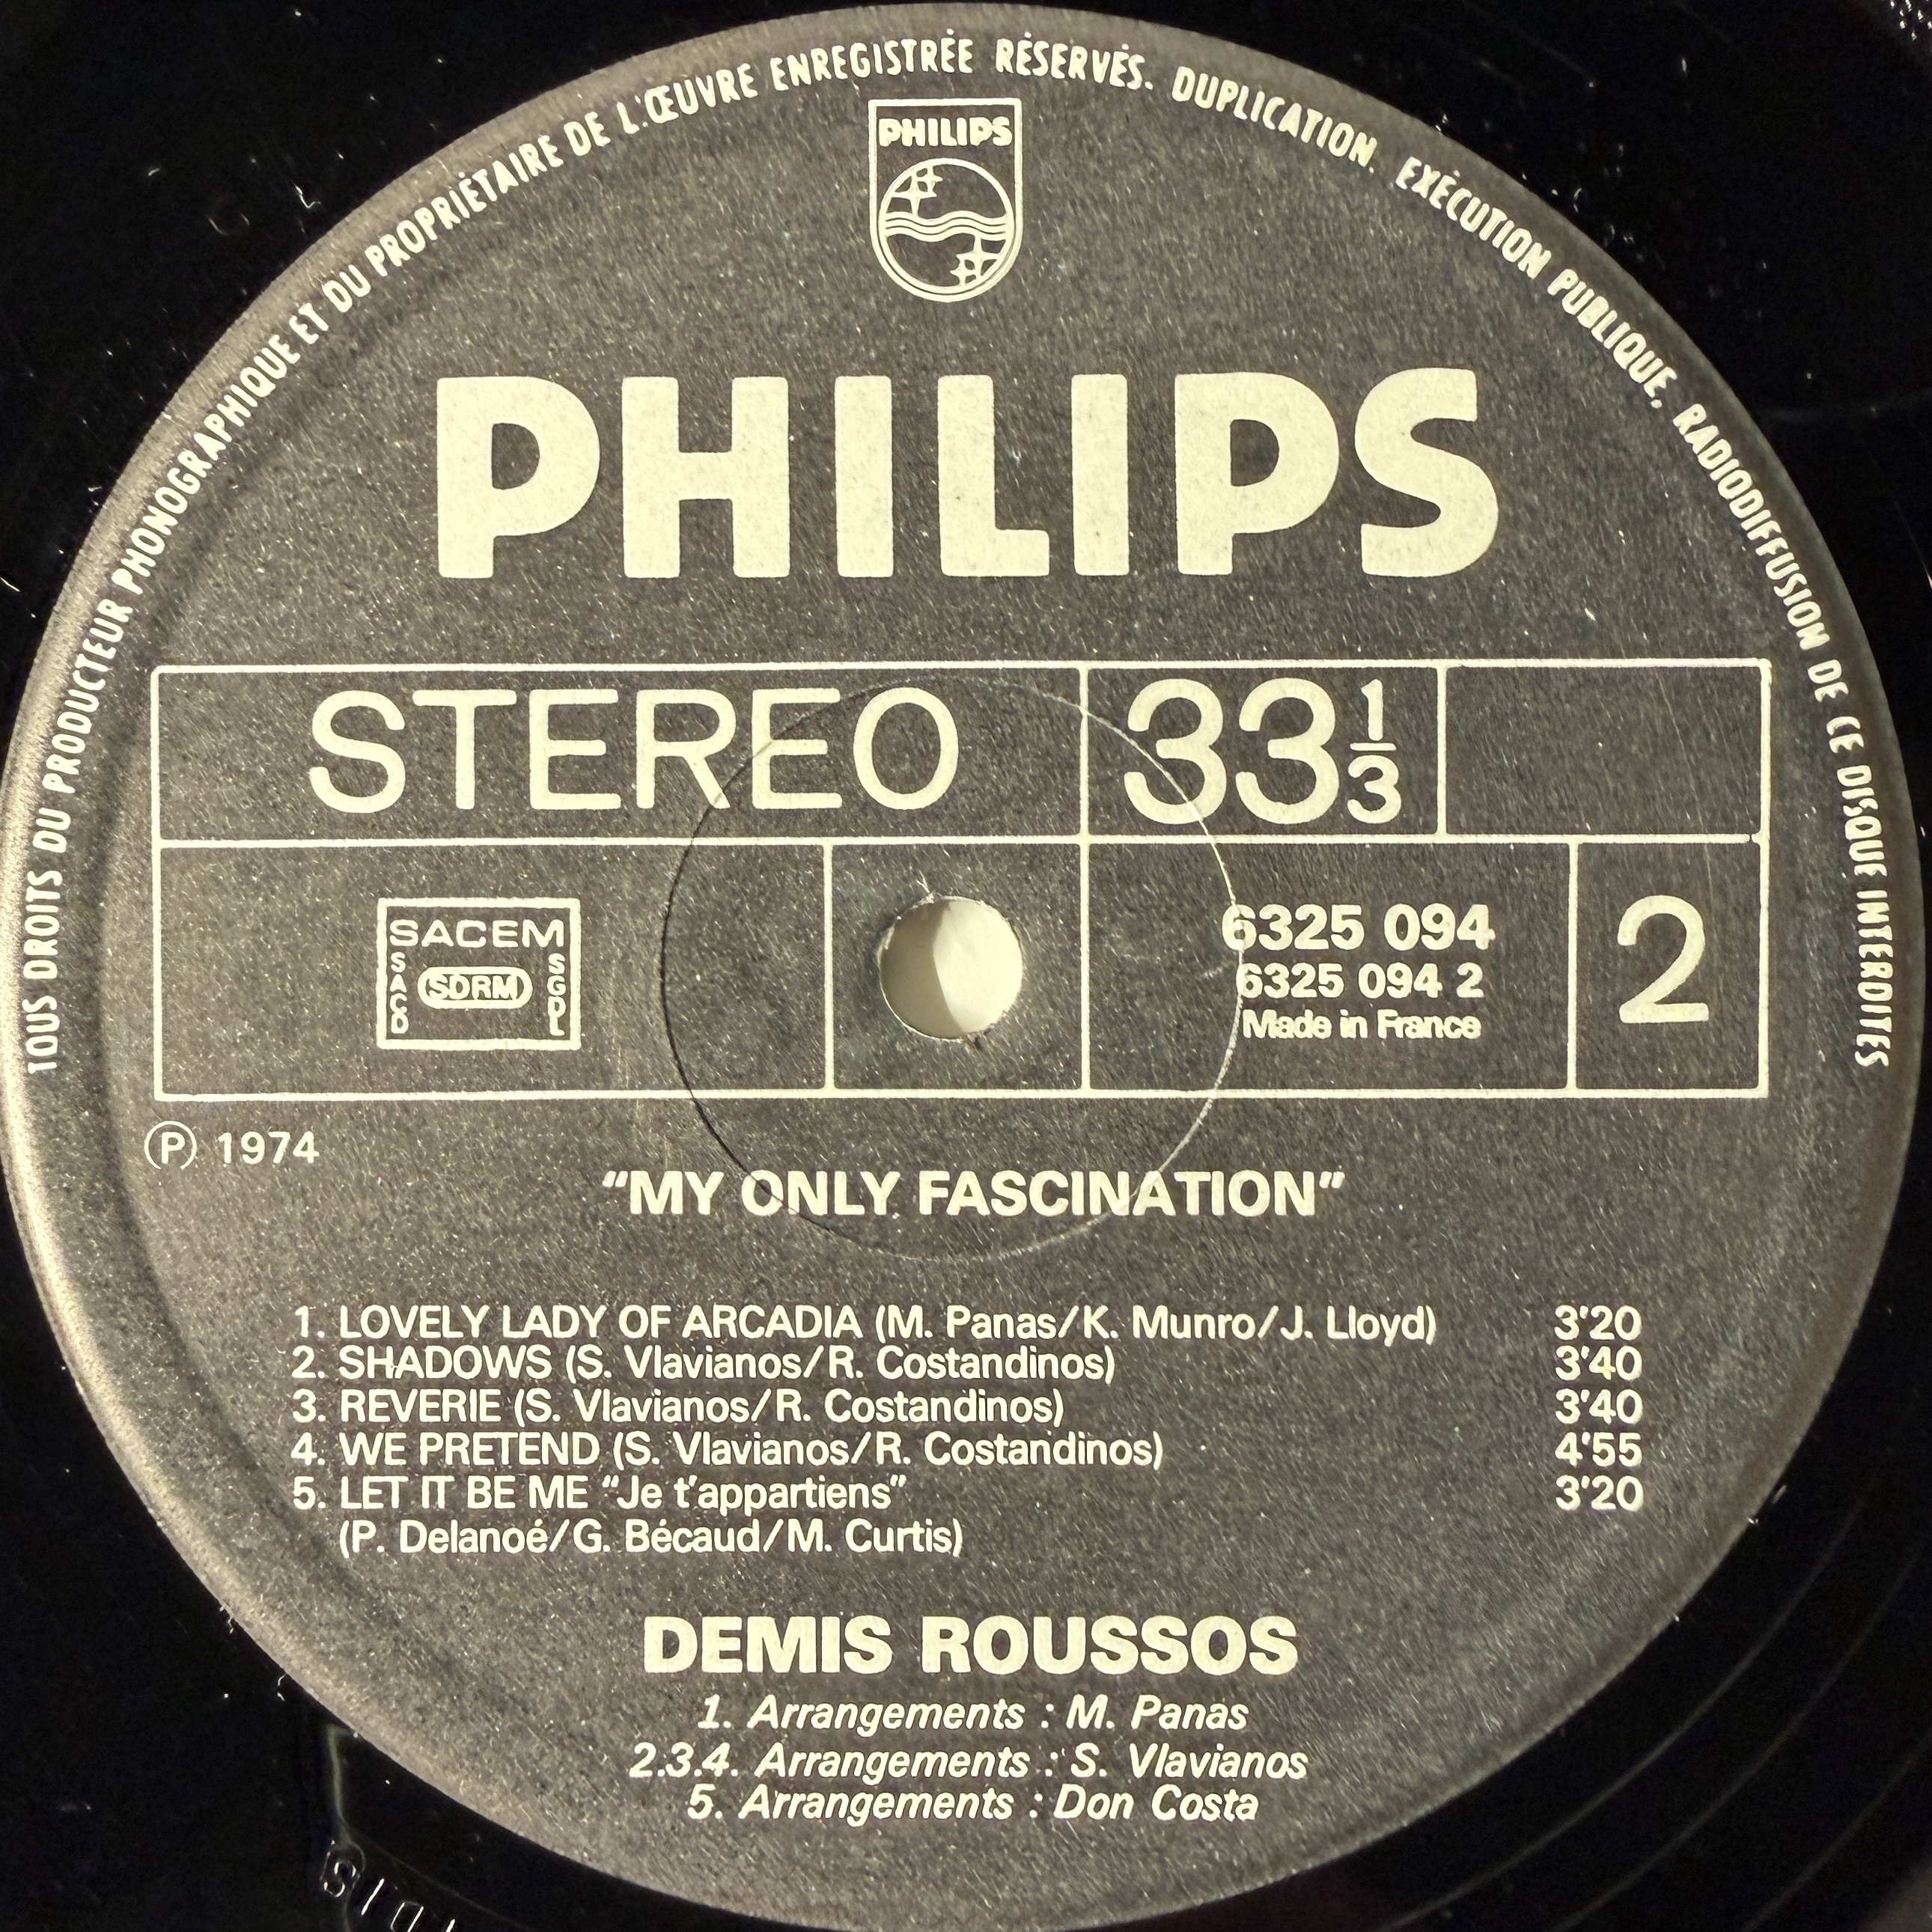 TOUS DROITS DU PRODUCTEUR PHONOGRAPHIQUE ET DU PROPRIÉTAIRE DE L'ŒUVRE ENREGISTRÉE RÉSERVÉS. DUPLICATION. EXÉCUTION PUBLIQUE. RADIODIFFUSION DE CE DISQUE INTERDITES
PHILIPS
PHILIPS
STEREO 33 1/3
SACEM
SACD SDRM SGDL
6325 094
6325 094 2
Made in France
2
Ⓟ 1974
“MY ONLY FASCINATION”
1. LOVELY LADY OF ARCADIA (M. Panas/K. Munro/J. Lloyd) 3'20
2. SHADOWS (S. Vlavianos/R. Costandinos) 3'40
3. REVERIE (S. Vlavianos/R. Costandinos) 3'40
4. WE PRETEND (S. Vlavianos/R. Costandinos) 4'55
5. LET IT BE ME “Je t'appartiens” 3'20
(P. Delanoé/G. Bécaud/M. Curtis)
DEMIS ROUSSOS
1. Arrangements : M. Panas
2.3.4. Arrangements : S. Vlavianos
5. Arrangements : Don Costa